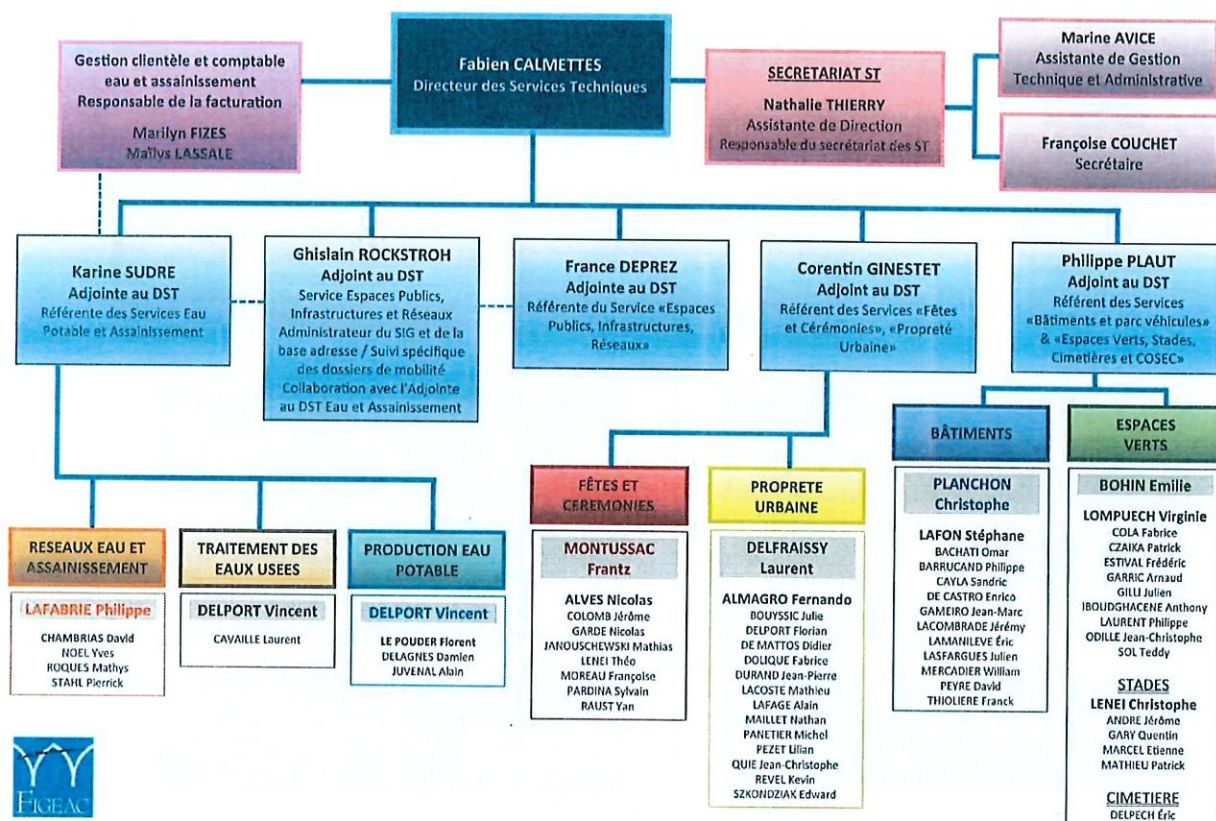 Gestion clientèle et comptable
eau et assainissement
Responsable de la facturation
Marilyn FIZES
Maïlys LASSALE
Fabien CALMETTES
Directeur des Services Techniques
SECRETARIAT ST
Nathalie THIERRY
Assistante de Direction
Responsable du secrétariat des ST
Marine AVICE
Assistante de Gestion
Technique et Administrative
Françoise COUCHET
Secrétaire
Karine SUDRE
Adjointe au DST
Référente des Services Eau
Potable et Assainissement
Ghislain ROCKSTROH
Adjoint au DST
Service Espaces Publics,
Infrastructures et Réseaux
Administrateur du SIG et de la
base adresse / Suivi spécifique
des dossiers de mobilité
Collaboration avec l'Adjointe
au DST Eau et Assainissement
France DEPREZ
Adjointe au DST
Référente du Service «Espaces
Publics, Infrastructures,
Réseaux»
Corentin GINESTET
Adjoint au DST
Référent des Services «Fêtes
et Cérémonies», «Propreté
Urbaine»
Philippe PLAUT
Adjoint au DST
Référent des Services
«Bâtiments et parc véhicules»
& «Espaces Verts, Stades,
Cimetières et COSEC»
RESEAUX EAU ET
ASSAINISSEMENT
LAFABRIE Philippe
CHAMBRIAS David
NOEL Yves
ROQUES Mathys
STAHL Pierrick
TRAITEMENT DES
EAUX USEES
DELPORT Vincent
CAVAILLE Laurent
PRODUCTION EAU
POTABLE
DELPORT Vincent
LE POUDER Florent
DELAGNES Damien
JUVENAL Alain
FÊTES ET
CEREMONIES
MONTUSSAC
Frantz
ALVES Nicolas
COLOMB Jérôme
GARDE Nicolas
JANOUSCHEWSKI Mathias
LENEI Théo
MOREAU Françoise
PARDINA Sylvain
RAUST Yan
PROPRETE
URBAINE
DELFRAISSY
Laurent
ALMAGRO Fernando
BOUYSSIC Julie
DELPORT Florian
DE MATTOS Didier
DOLIQUE Fabrice
DURAND Jean-Pierre
LACOSTE Mathieu
LAFAGE Alain
MAILLET Nathan
PANETIER Michel
PEZET Lilian
QUIE Jean-Christophe
REVEL Kevin
SZKONDZIAK Edward
BÂTIMENTS
PLANCHON
Christophe
LAFON Stéphane
BACHATI Omar
BARRUCAND Philippe
CAYLA Sandric
DE CASTRO Enrico
GAMEIRO Jean-Marc
LACOMBRADE Jérémy
LAMANILEVE Éric
LASFARGUES Julien
MERCADIER William
PEYRE David
THIOLIERE Franck
ESPACES
VERTS
BOHIN Emilie
LOMPUECH Virginie
COLA Fabrice
CZAIKA Patrick
ESTIVAL Frédéric
GARRIC Arnaud
GILLI Julien
IBOUDGHACENE Anthony
LAURENT Philippe
ODILLE Jean-Christophe
SOL Teddy
STADES
LENEI Christophe
ANDRE Jérôme
GARY Quentin
MARCEL Etienne
MATHIEU Patrick
CIMETIERE
DELPECH Éric
FIGEAC